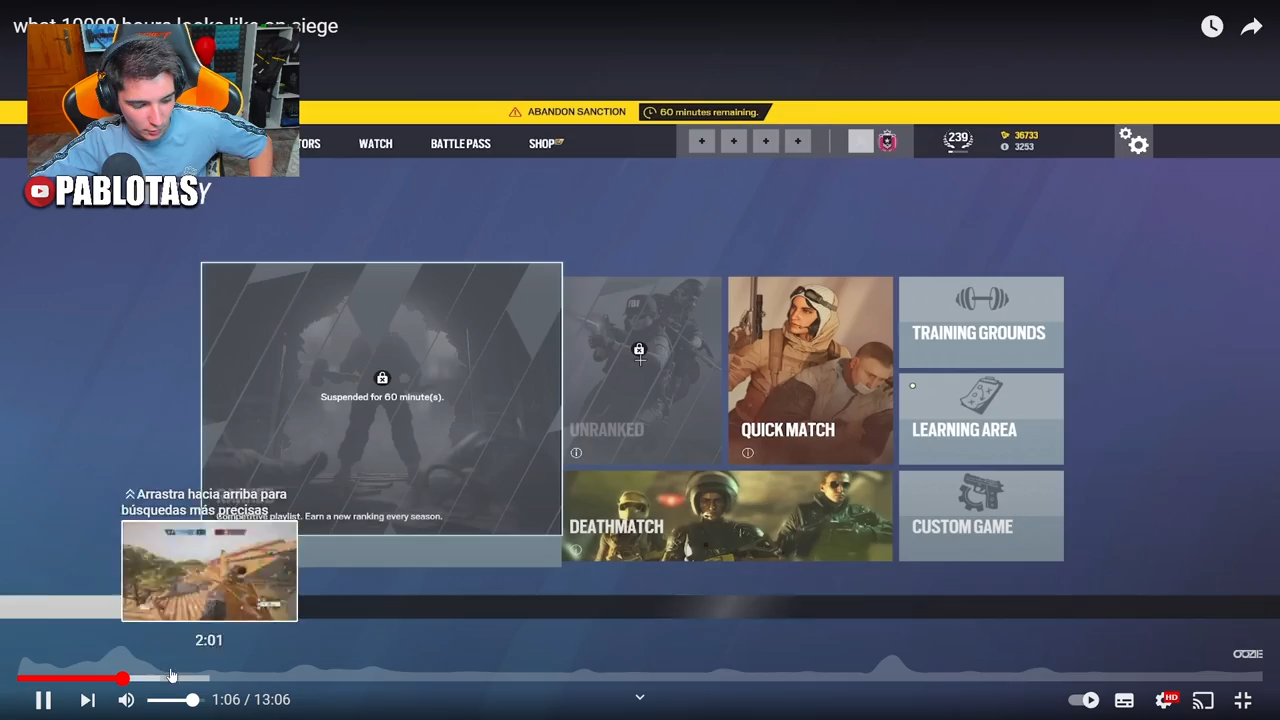 what 10000 hours looks like on siege
ABANDON SANCTION
60 minutes remaining.
TORS
WATCH
BATTLE PASS
SHOP
239
36733
3253
PABLOTAS
Y
Suspended for 60 minute(s).
Competitive playlist. Earn a new ranking every season.
UNRANKED
QUICK MATCH
DEATHMATCH
TRAINING GROUNDS
LEARNING AREA
CUSTOM GAME
Arrastra hacia arriba para
búsquedas más precisas
2:01
1:06 / 13:06
HD